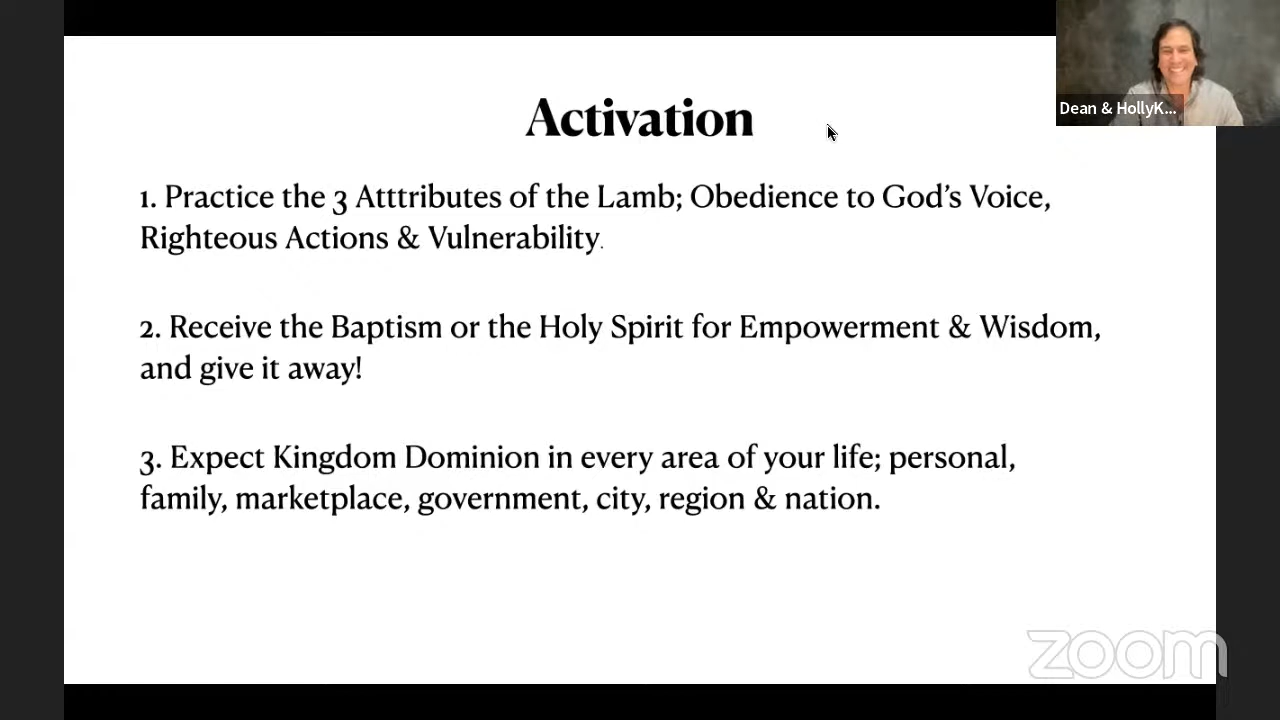 Activation
1. Practice the 3 Atttributes of the Lamb; Obedience to God's Voice,
Righteous Actions & Vulnerability.
2. Receive the Baptism or the Holy Spirit for Empowerment & Wisdom,
and give it away!
3. Expect Kingdom Dominion in every area of your life; personal,
family, marketplace, government, city, region & nation.
Dean & HollyK...
zoom